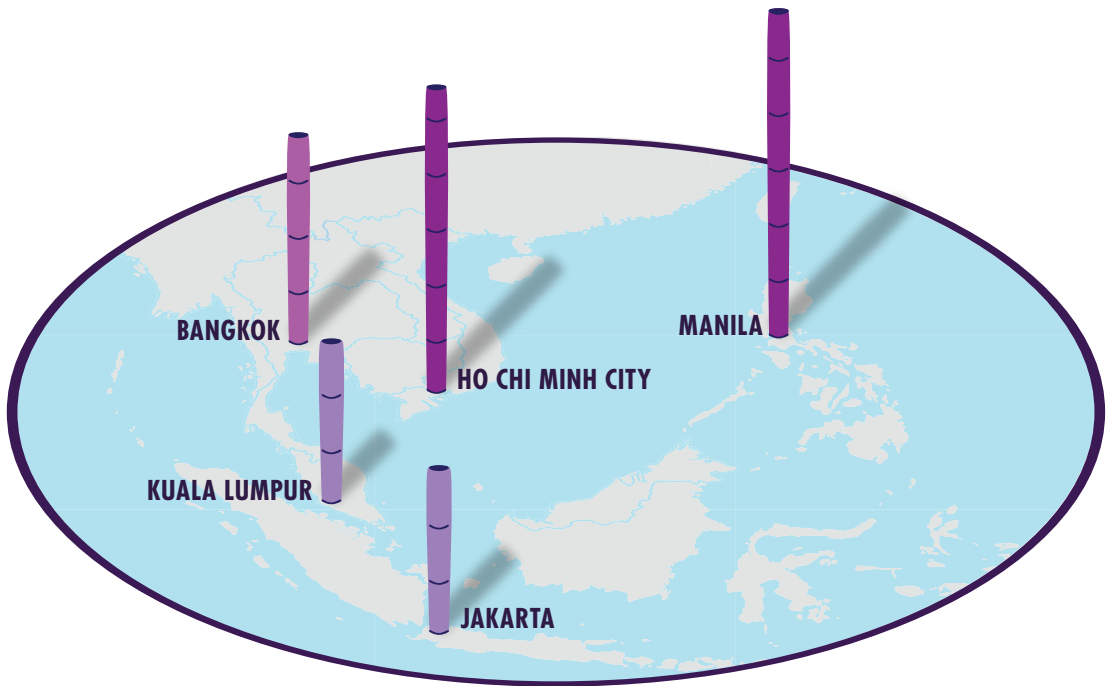 BANGKOK
MANILA
HO CHI MINH CITY
KUALA LUMPUR
JAKARTA